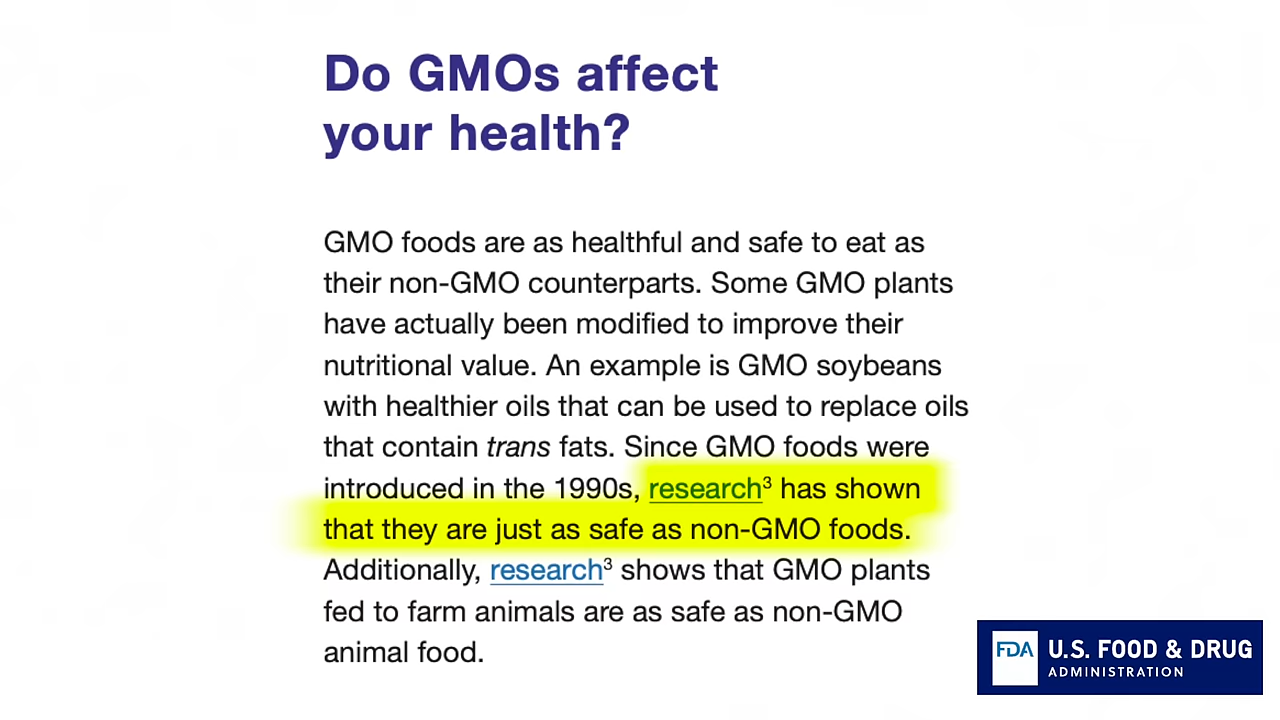 Do GMOs affect
your health?
GMO foods are as healthful and safe to eat as
their non-GMO counterparts. Some GMO plants
have actually been modified to improve their
nutritional value. An example is GMO soybeans
with healthier oils that can be used to replace oils
that contain trans fats. Since GMO foods were
introduced in the 1990s, research³ has shown
that they are just as safe as non-GMO foods.
Additionally, research³ shows that GMO plants
fed to farm animals are as safe as non-GMO
animal food.
FDA U.S. FOOD & DRUG
ADMINISTRATION